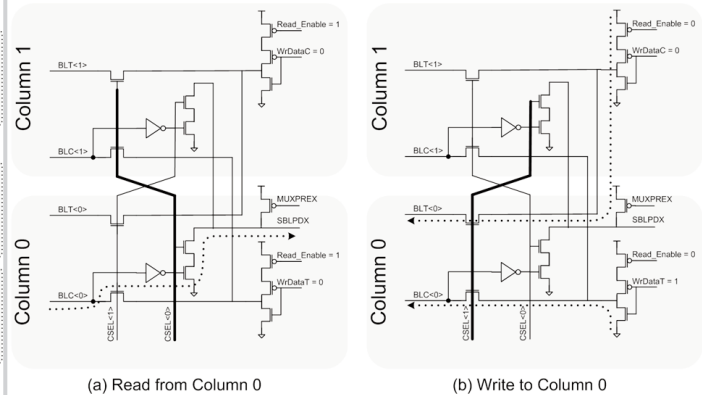 Column 1
Read_Enable = 1
WrDataC = 0
BLT<1>
BLC<1>
Column 0
BLT<0>
MUXPREX
SBLPDX
Read_Enable = 1
WrDataT = 0
BLC<0>
CSEL<1>
CSEL<0>
(a) Read from Column 0
Column 1
Read_Enable = 0
WrDataC = 0
BLT<1>
BLC<1>
Column 0
BLT<0>
MUXPREX
SBLPDX
Read_Enable = 0
WrDataT = 1
BLC<0>
CSEL<1>
CSEL<0>
(b) Write to Column 0